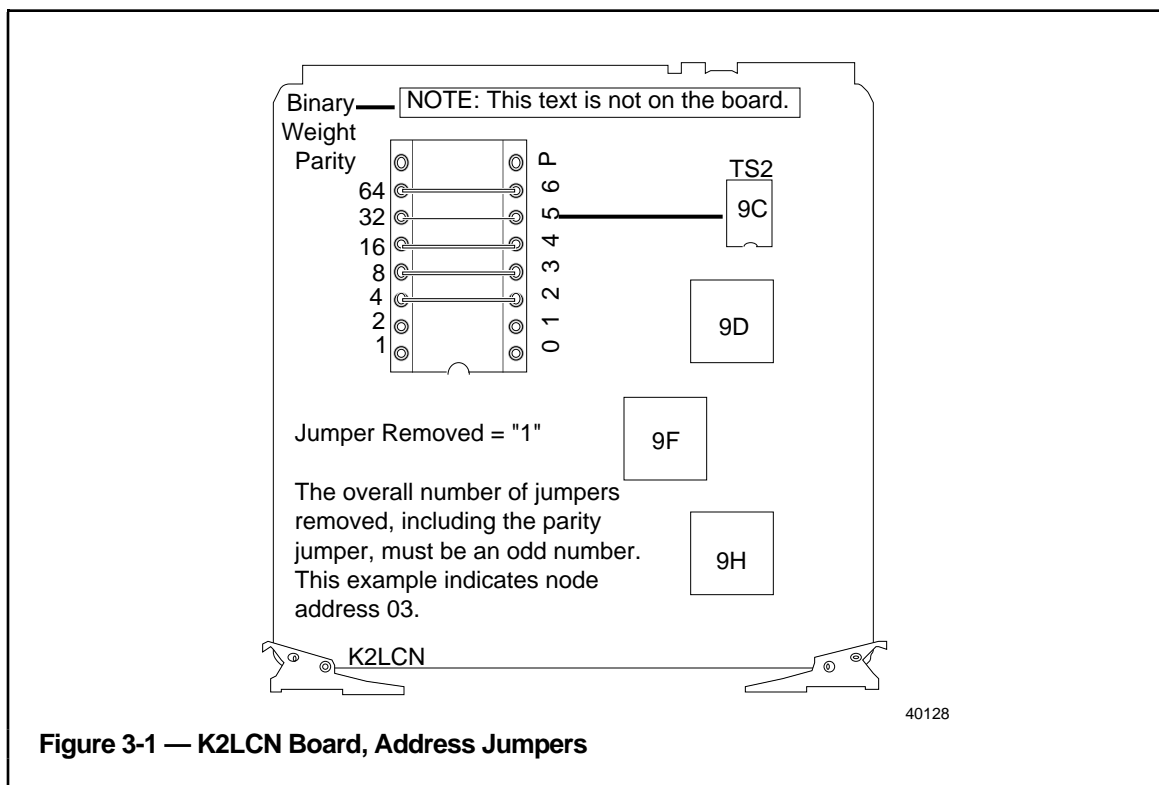 Binary
Weight
Parity
NOTE: This text is not on the board.
64
32
16
8
4
2
1
P
6
5
4
3
2
1
0
TS2
9C
9D
9F
9H
Jumper Removed = "1"
The overall number of jumpers
removed, including the parity
jumper, must be an odd number.
This example indicates node
address 03.
K2LCN
40128
Figure 3-1 — K2LCN Board, Address Jumpers